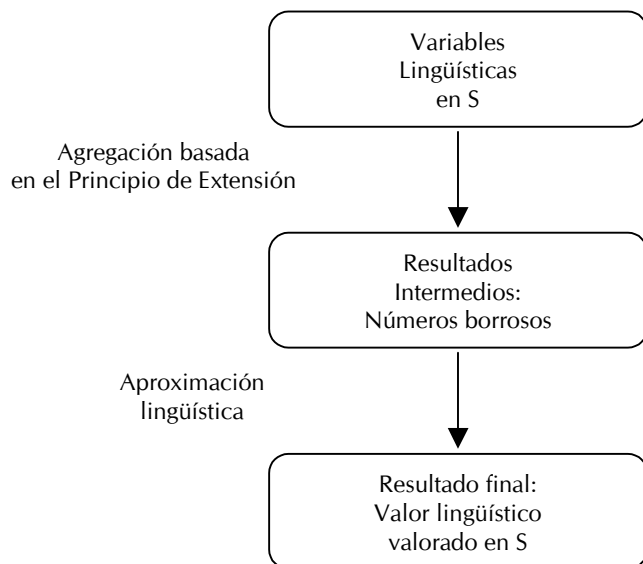 Variables
Lingüísticas
en S
Agregación basada
en el Principio de Extensión
Resultados
Intermedios:
Números borrosos
Aproximación
lingüística
Resultado final:
Valor lingüístico
valorado en S